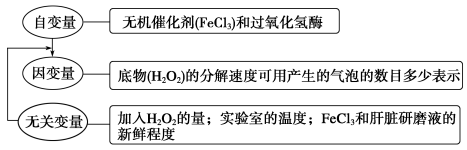 自变量
无机催化剂(FeCl₃)和过氧化氢酶
因变量
底物(H₂O₂)的分解速度可用产生的气泡的数目多少表示
无关变量
加入H₂O₂的量；实验室的温度；FeCl₃和肝脏研磨液的
新鲜程度